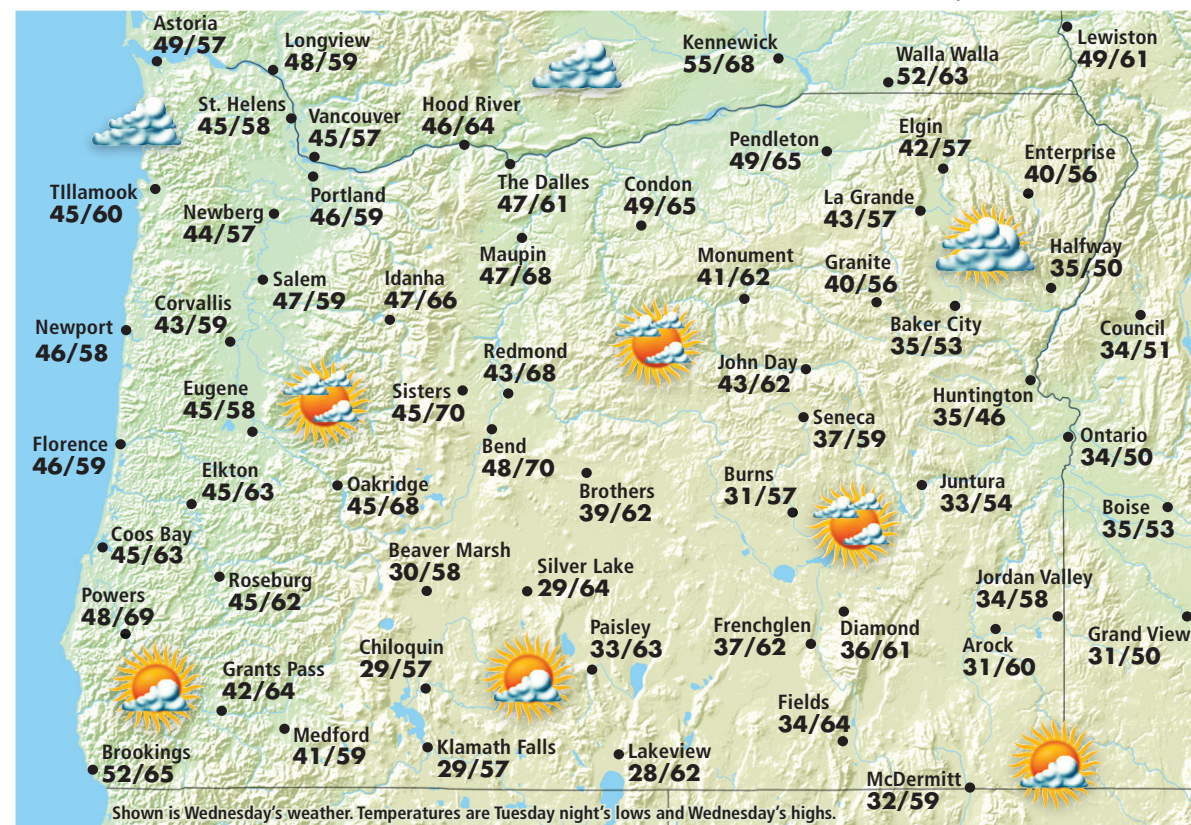 Astoria
49/57
Longview
48/59
Kennewick
55/68
Walla Walla
52/63
Lewiston
49/61
St. Helens
45/58
Vancouver
45/57
Hood River
46/64
Pendleton
49/65
Elgin
42/57
Enterprise
40/56
TIllamook
45/60
Newberg
44/57
Portland
46/59
The Dalles
47/61
Condon
49/65
La Grande
43/57
Maupin
47/68
Monument
41/62
Granite
40/56
Halfway
35/50
Salem
47/59
Idanha
47/66
Corvallis
43/59
Newport
46/58
Baker City
35/53
Council
34/51
Redmond
43/68
John Day
43/62
Eugene
45/58
Sisters
45/70
Huntington
35/46
Seneca
37/59
Florence
46/59
Bend
48/70
Ontario
34/50
Elkton
45/63
Oakridge
45/68
Brothers
39/62
Burns
31/57
Juntura
33/54
Boise
35/53
Coos Bay
45/63
Beaver Marsh
30/58
Silver Lake
29/64
Roseburg
45/62
Jordan Valley
34/58
Powers
48/69
Paisley
33/63
Frenchglen
37/62
Diamond
36/61
Arock
31/60
Grand View
31/50
Chiloquin
29/57
Grants Pass
42/64
Fields
34/64
Medford
41/59
Klamath Falls
29/57
Lakeview
28/62
Brookings
52/65
McDermitt
32/59
Shown is Wednesday's weather. Temperatures are Tuesday night's lows and Wednesday's highs.